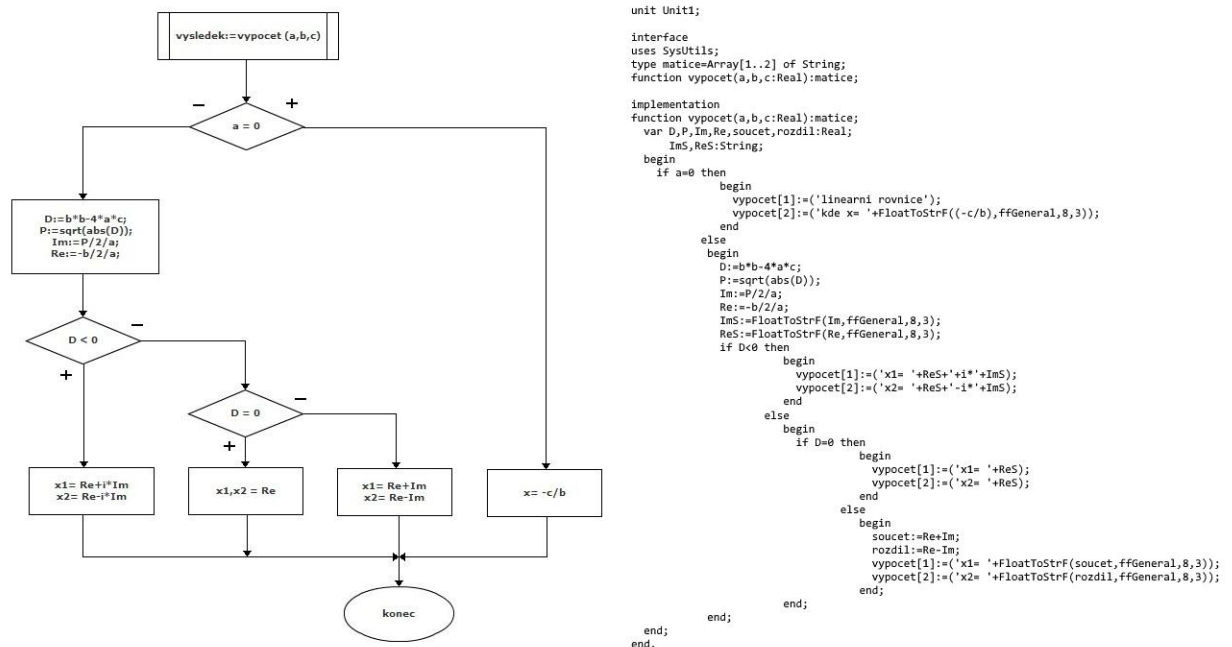 vysledek:=vypocet (a,b,c)
−
+
a = 0
D:=b*b-4*a*c;
P:=sqrt(abs(D));
Im:=P/2/a;
Re:=-b/2/a;
−
D < 0
+
−
D = 0
+
x1= Re+i*Im
x2= Re-i*Im
x1,x2 = Re
x1= Re+Im
x2= Re-Im
x= -c/b
konec
unit Unit1;
interface
uses SysUtils;
type matice=Array[1..2] of String;
function vypocet(a,b,c:Real):matice;
implementation
function vypocet(a,b,c:Real):matice;
var D,P,Im,Re,soucet,rozdil:Real;
ImS,ReS:String;
begin
if a=0 then
begin
vypocet[1]:=('linearni rovnice');
vypocet[2]:=('kde x= '+FloatToStrF((-c/b),ffGeneral,8,3));
end
else
begin
D:=b*b-4*a*c;
P:=sqrt(abs(D));
Im:=P/2/a;
Re:=-b/2/a;
ImS:=FloatToStrF(Im,ffGeneral,8,3);
ReS:=FloatToStrF(Re,ffGeneral,8,3);
if D<0 then
begin
vypocet[1]:=('x1= '+ReS+'+i*'+ImS);
vypocet[2]:=('x2= '+ReS+'-i*'+ImS);
end
else
begin
if D=0 then
begin
vypocet[1]:=('x1= '+ReS);
vypocet[2]:=('x2= '+ReS);
end
else
begin
soucet:=Re+Im;
rozdil:=Re-Im;
vypocet[1]:=('x1= '+FloatToStrF(soucet,ffGeneral,8,3));
vypocet[2]:=('x2= '+FloatToStrF(rozdil,ffGeneral,8,3));
end;
end;
end;
end;
end.